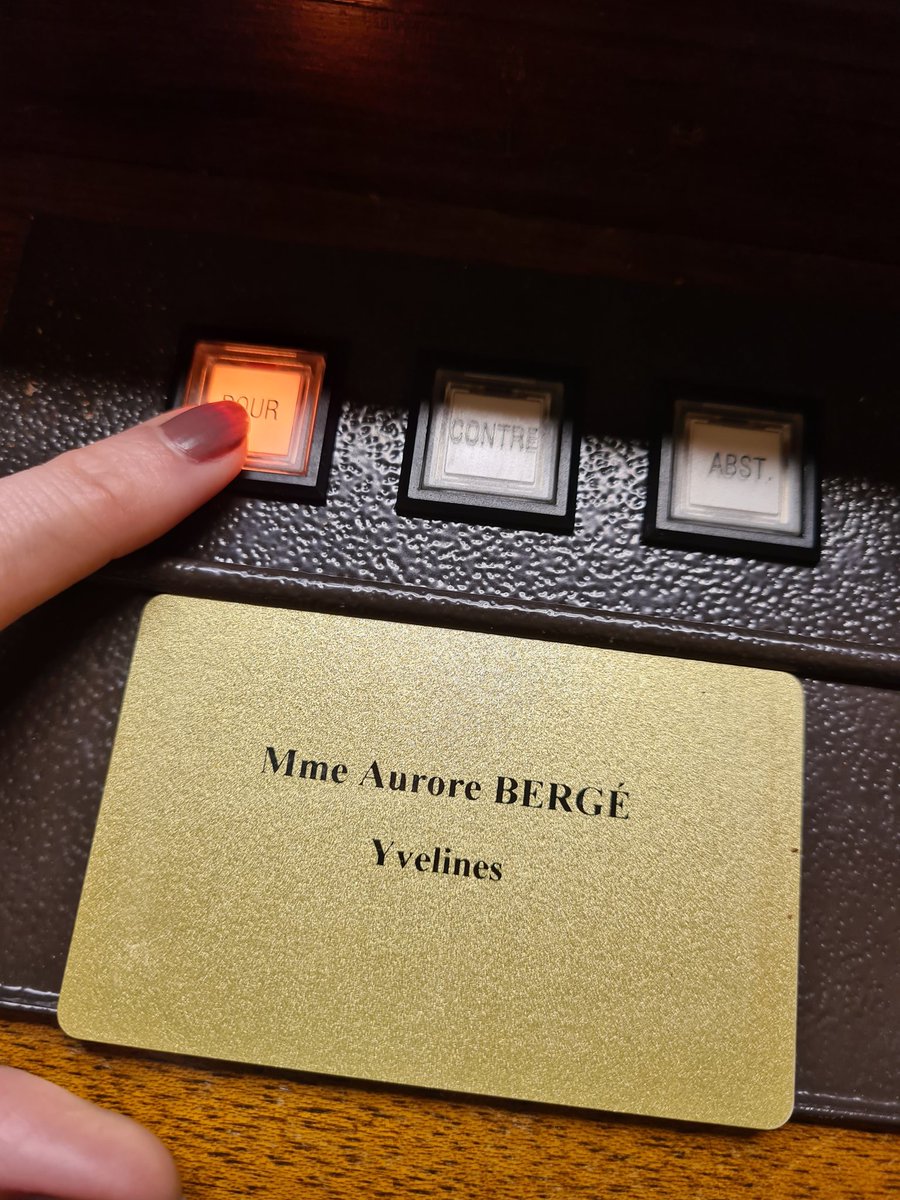 POUR
CONTRE
ABST.
Mme Aurore BERGÉ
Yvelines